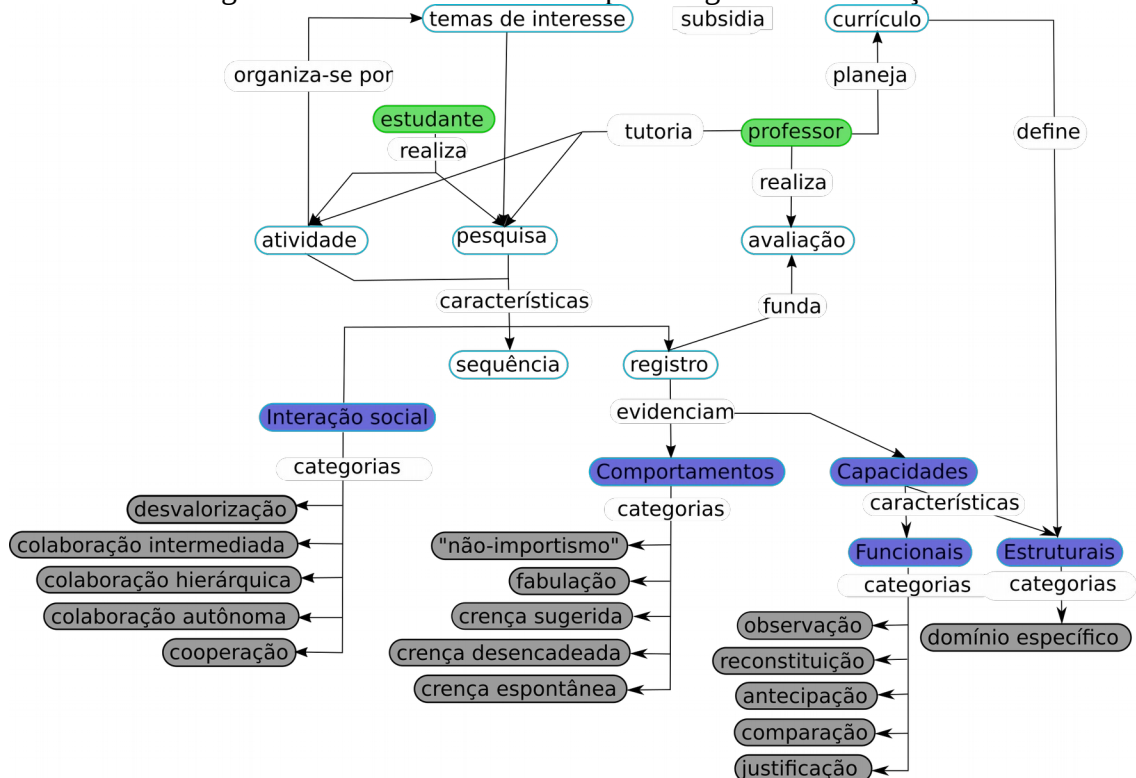 temas de interesse
subsidia
currículo
organiza-se por
planeja
estudante
tutoria
professor
define
realiza
realiza
atividade
pesquisa
avaliação
características
funda
sequência
registro
Interação social
evidenciam
categorias
Comportamentos
Capacidades
desvalorização
categorias
características
colaboração intermediada
"não-importismo"
Funcionais
Estruturais
colaboração hierárquica
fabulação
categorias
categorias
colaboração autônoma
crença sugerida
observação
domínio específico
cooperação
crença desencadeada
reconstituição
crença espontânea
antecipação
comparação
justificação